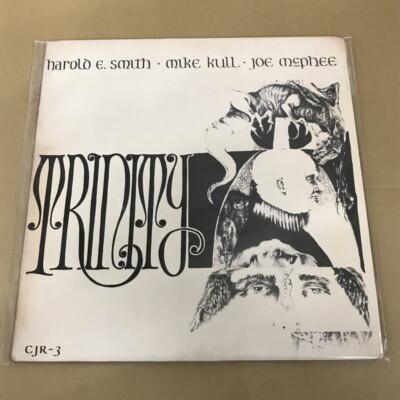 harold e. smith · mike kull · joe mcphee
TRINITY
CJR-3